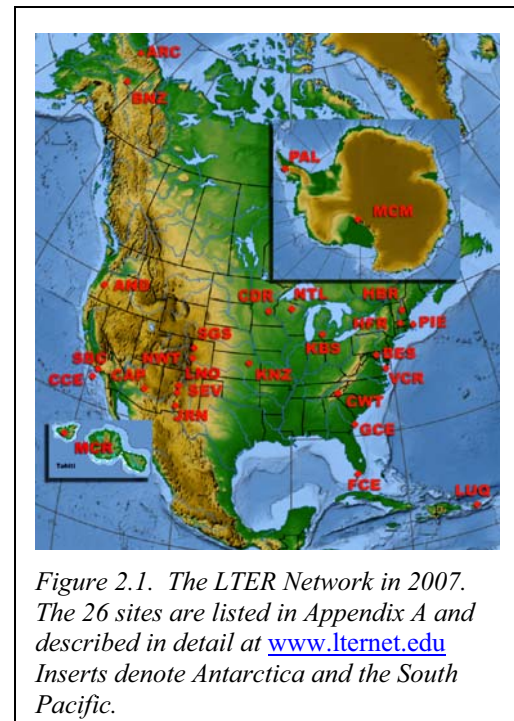 ARC
BNZ
PAL
MCM
AND
CDR
NTL
HBR
HFR
PIE
SGS
KBS
BES
SBC
NWT
LNO
KNZ
VCR
CCE
CAP
SEV
CWT
JRN
GCE
MCR
Tahiti
FCE
LUQ
Figure 2.1. The LTER Network in 2007.
The 26 sites are listed in Appendix A and
described in detail at www.lternet.edu
Inserts denote Antarctica and the South
Pacific.